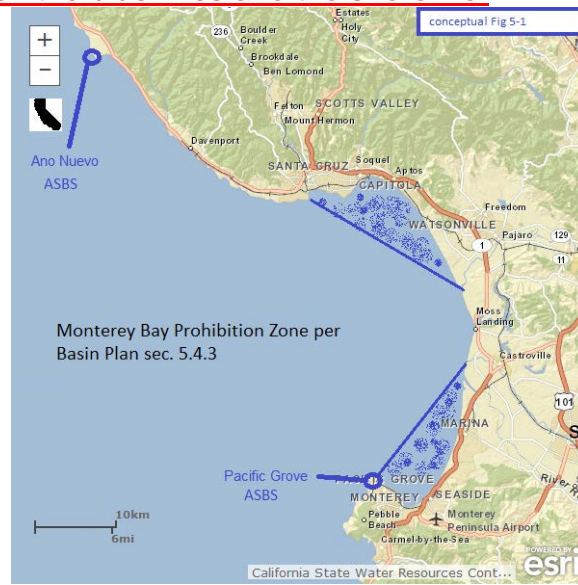 conceptual Fig 5-1
+
−
Estates
Holy
City
236
Boulder
Creek
Brookdale
Ben Lomond
Felton
SCOTTS VALLEY
Mount Hermon
Davenport
SANTA CRUZ
Soquel
Aptos
CAPITOLA
Ano Nuevo
ASBS
Freedom
WATSONVILLE
Pajaro
129
1
11
Moss
Landing
Monterey Bay Prohibition Zone per
Basin Plan sec. 5.4.3
Castroville
101
MARINA
S
Pacific Grove
ASBS
GROVE
MONTEREY
SEASIDE
River R
Pebble
Beach
Monterey
Peninsula Airport
Carmel-by-the-Sea
10km
6mi
POWERED BY
esri
California State Water Resources Cont...